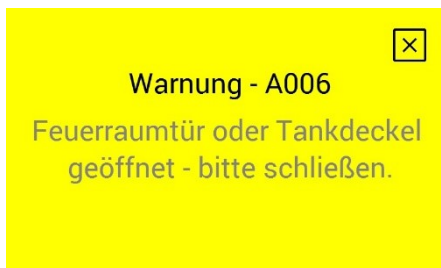 Warnung - A006
Feuerraumtür oder Tankdeckel
geöffnet - bitte schließen.